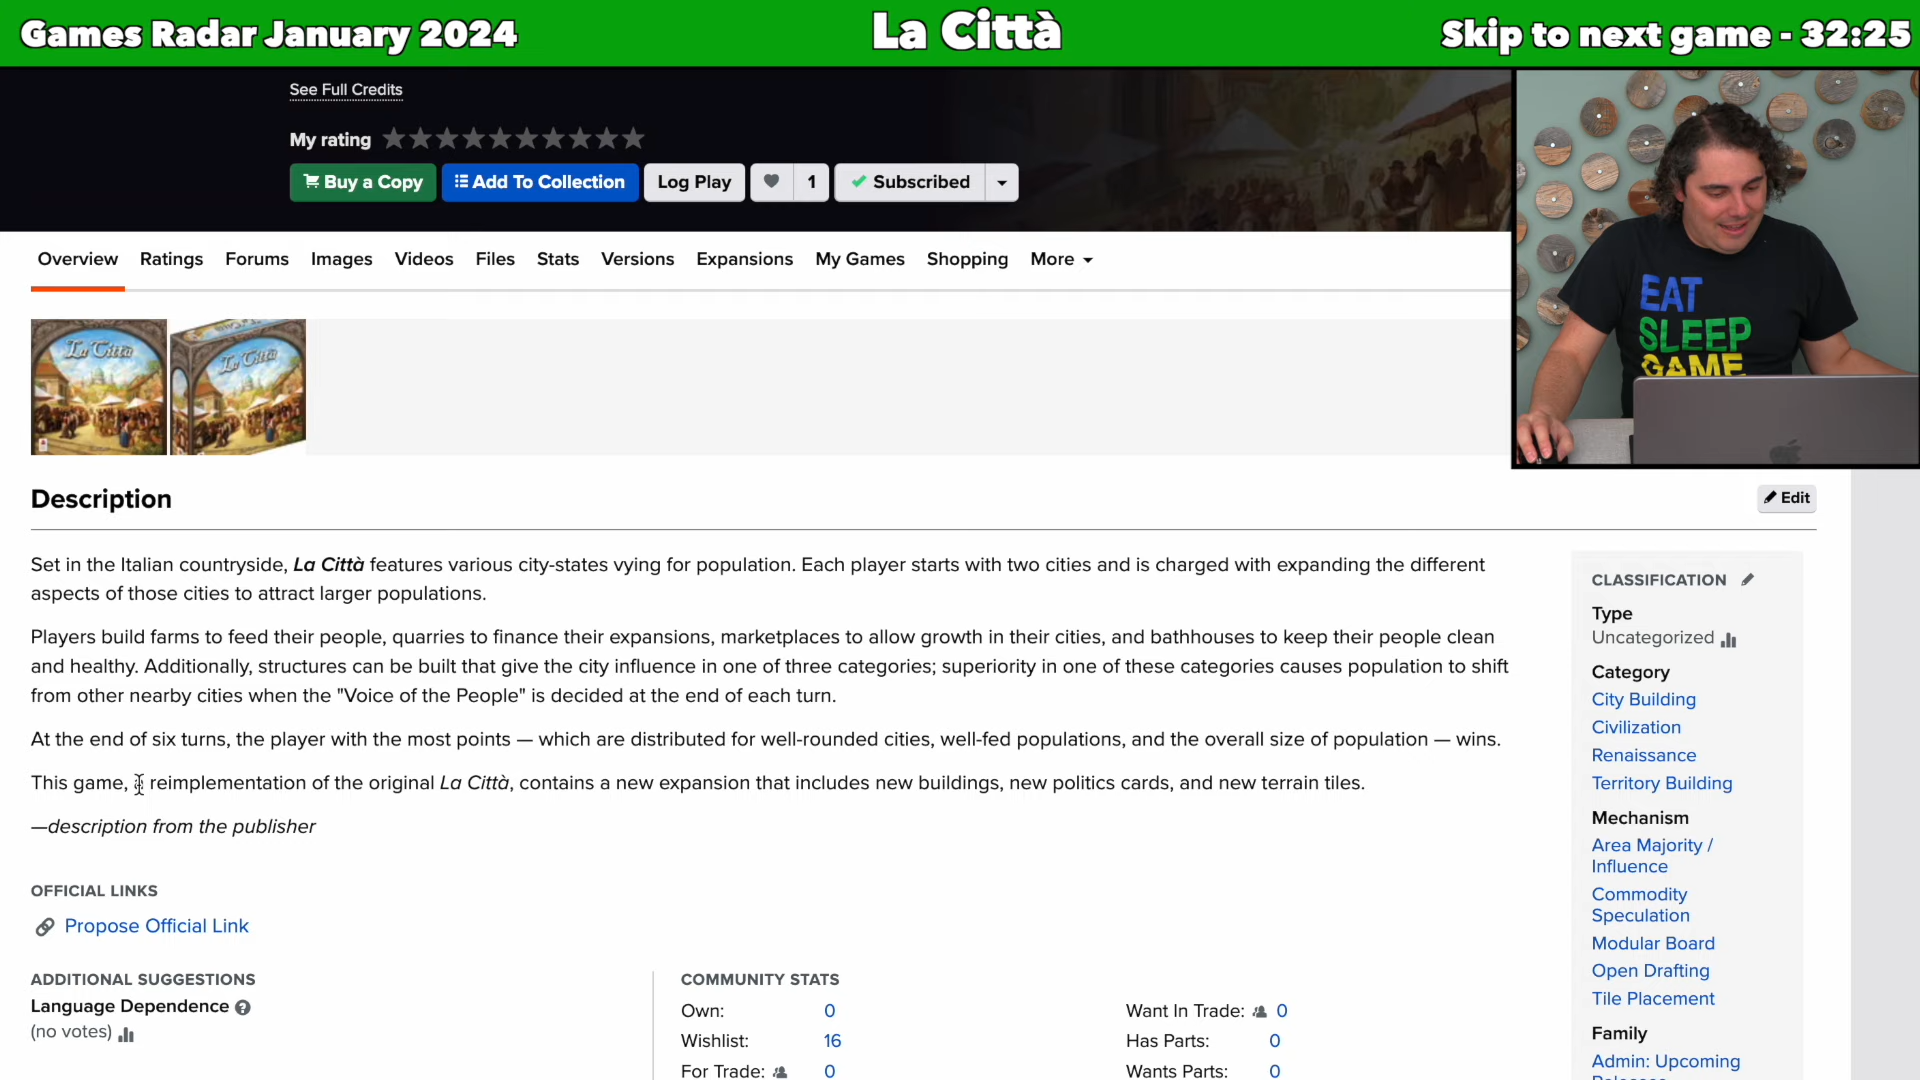 Games Radar January 2024
La Città
Skip to next game - 32:25
See Full Credits
My rating
Buy a Copy
Add To Collection
Log Play
1
Subscribed
Overview
Ratings
Forums
Images
Videos
Files
Stats
Versions
Expansions
My Games
Shopping
More
EAT
SLEEP
GAME
La Città
La Città
Description
Edit
Set in the Italian countryside, La Città features various city-states vying for population. Each player starts with two cities and is charged with expanding the different
aspects of those cities to attract larger populations.
Players build farms to feed their people, quarries to finance their expansions, marketplaces to allow growth in their cities, and bathhouses to keep their people clean
and healthy. Additionally, structures can be built that give the city influence in one of three categories; superiority in one of these categories causes population to shift
from other nearby cities when the "Voice of the People" is decided at the end of each turn.
At the end of six turns, the player with the most points — which are distributed for well-rounded cities, well-fed populations, and the overall size of population — wins.
This game, a reimplementation of the original La Città, contains a new expansion that includes new buildings, new politics cards, and new terrain tiles.
—description from the publisher
OFFICIAL LINKS
Propose Official Link
ADDITIONAL SUGGESTIONS
Language Dependence
(no votes)
COMMUNITY STATS
Own: 0
Wishlist: 16
For Trade: 0
Want In Trade: 0
Has Parts: 0
Wants Parts: 0
CLASSIFICATION
Type
Uncategorized
Category
City Building
Civilization
Renaissance
Territory Building
Mechanism
Area Majority /
Influence
Commodity
Speculation
Modular Board
Open Drafting
Tile Placement
Family
Admin: Upcoming